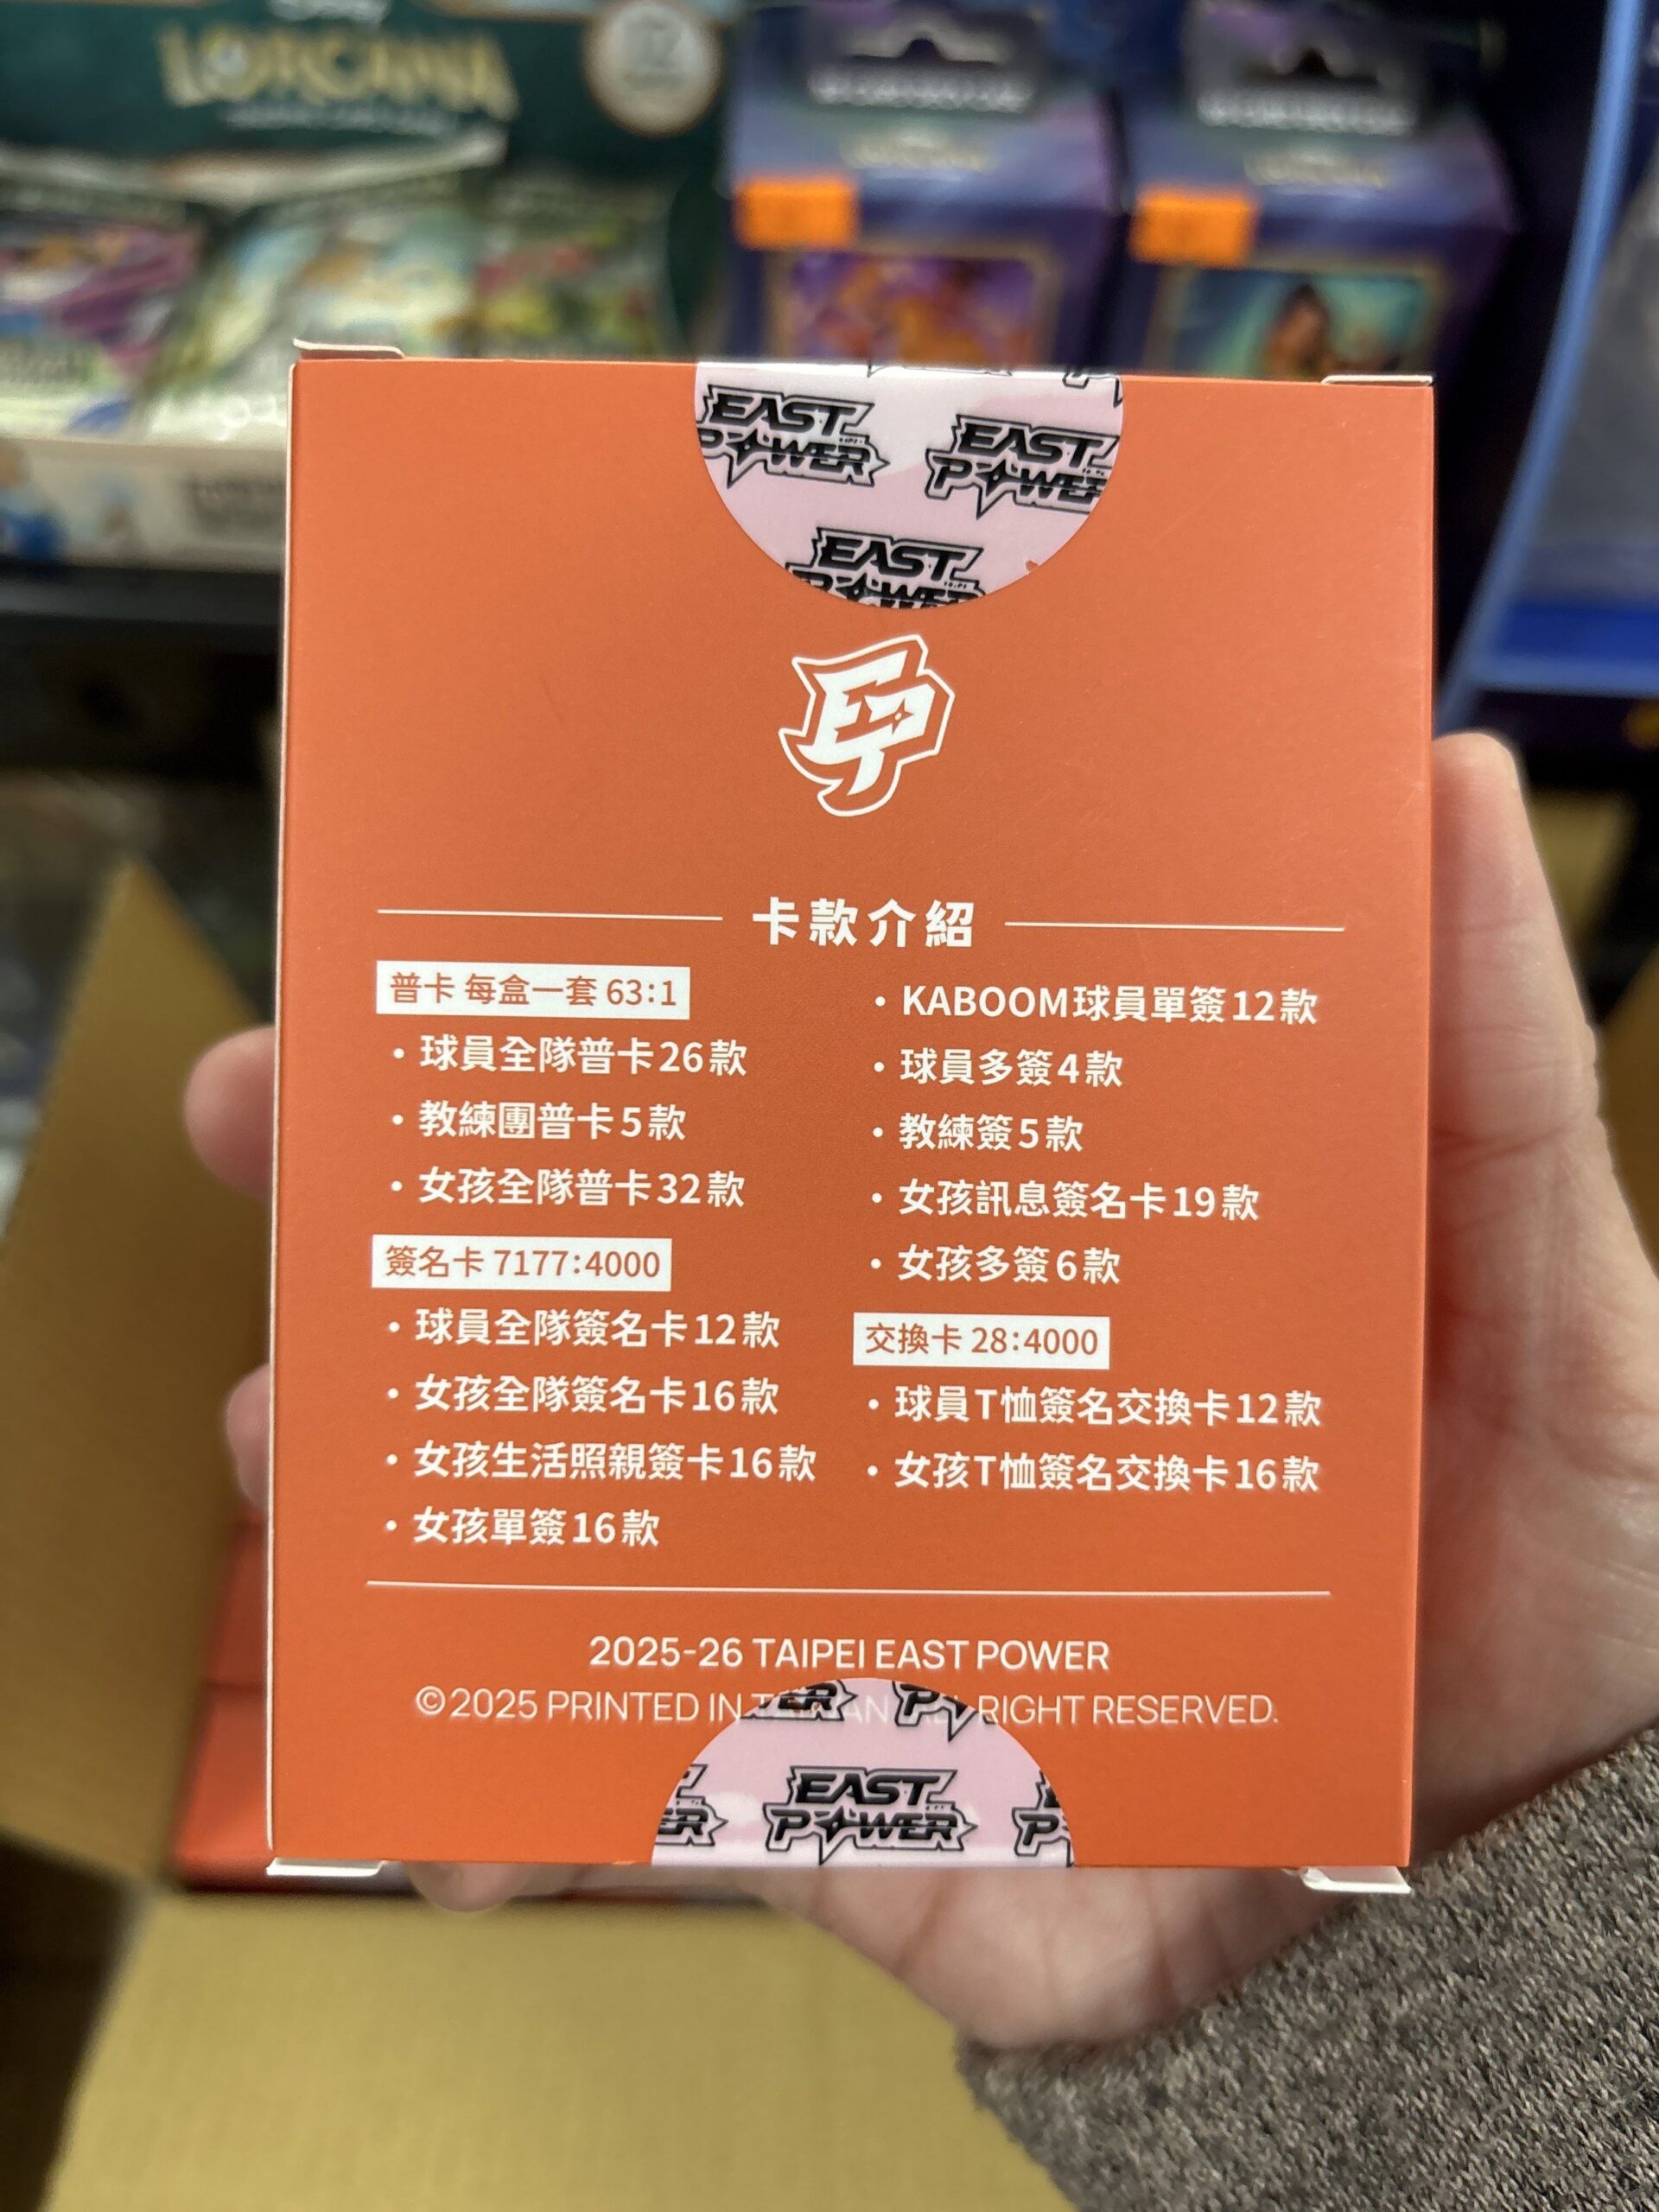 LORCANA
EAST
POWER
EAST
POWER
EAST
POWER
EP
卡款介紹
普卡 每盒一套 63:1
・球員全隊普卡26款
・教練團普卡5款
・女孩全隊普卡32款
簽名卡 7177:4000
・球員全隊簽名卡12款
・女孩全隊簽名卡16款
・女孩生活照親簽卡16款
・女孩單簽16款
・KABOOM球員單簽12款
・球員多簽4款
・教練簽5款
・女孩訊息簽名卡19款
・女孩多簽6款
交換卡 28:4000
・球員T恤簽名交換卡12款
・女孩T恤簽名交換卡16款
2025-26 TAIPEI EAST POWER
©2025 PRINTED IN RIGHT RESERVED.
EAST
POWER